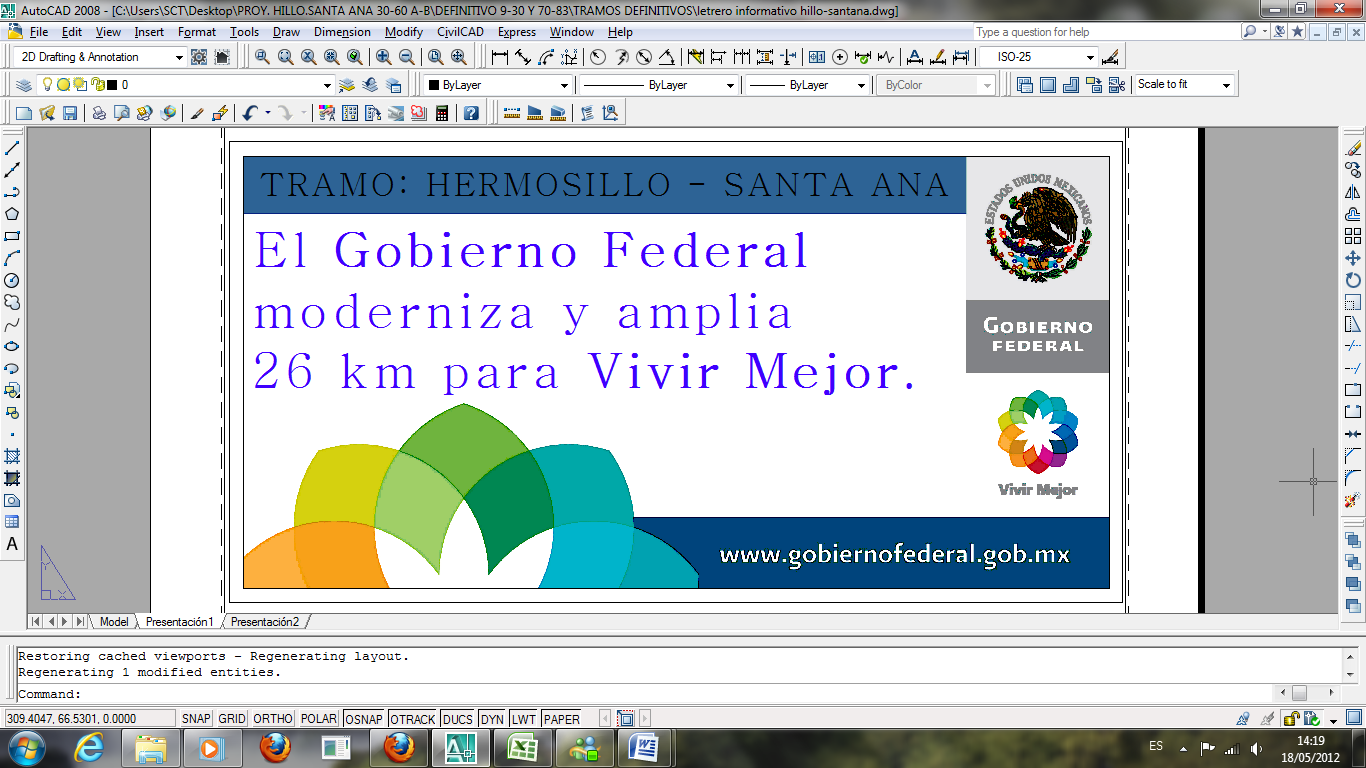 AutoCAD 2008 - [C:\Users\SCT\Desktop\PROY. HILLO.SANTA ANA 30-60 A-B\DEFINITIVO 9-30 Y 70-83\TRAMOS DEFINITIVOS\letrero informativo hillo-santana.dwg]
File Edit View Insert Format Tools Draw Dimension Modify CivilCAD Express Window Help Type a question for help
2D Drafting & Annotation ISO-25
0 ByLayer ByLayer ByLayer ByColor Scale to fit
TRAMO: HERMOSILLO - SANTA ANA
ESTADOS UNIDOS MEXICANOS
El Gobierno Federal
moderniza y amplia
26 km para Vivir Mejor.
GOBIERNO
FEDERAL
Vivir Mejor
www.gobiernofederal.gob.mx
Y
X
A
Model Presentación1 Presentación2
Restoring cached viewports - Regenerating layout.
Regenerating 1 modified entities.
Command:
309.4047, 66.5301, 0.0000 SNAP GRID ORTHO POLAR OSNAP OTRACK DUCS DYN LWT PAPER
ES 14:19
18/05/2012